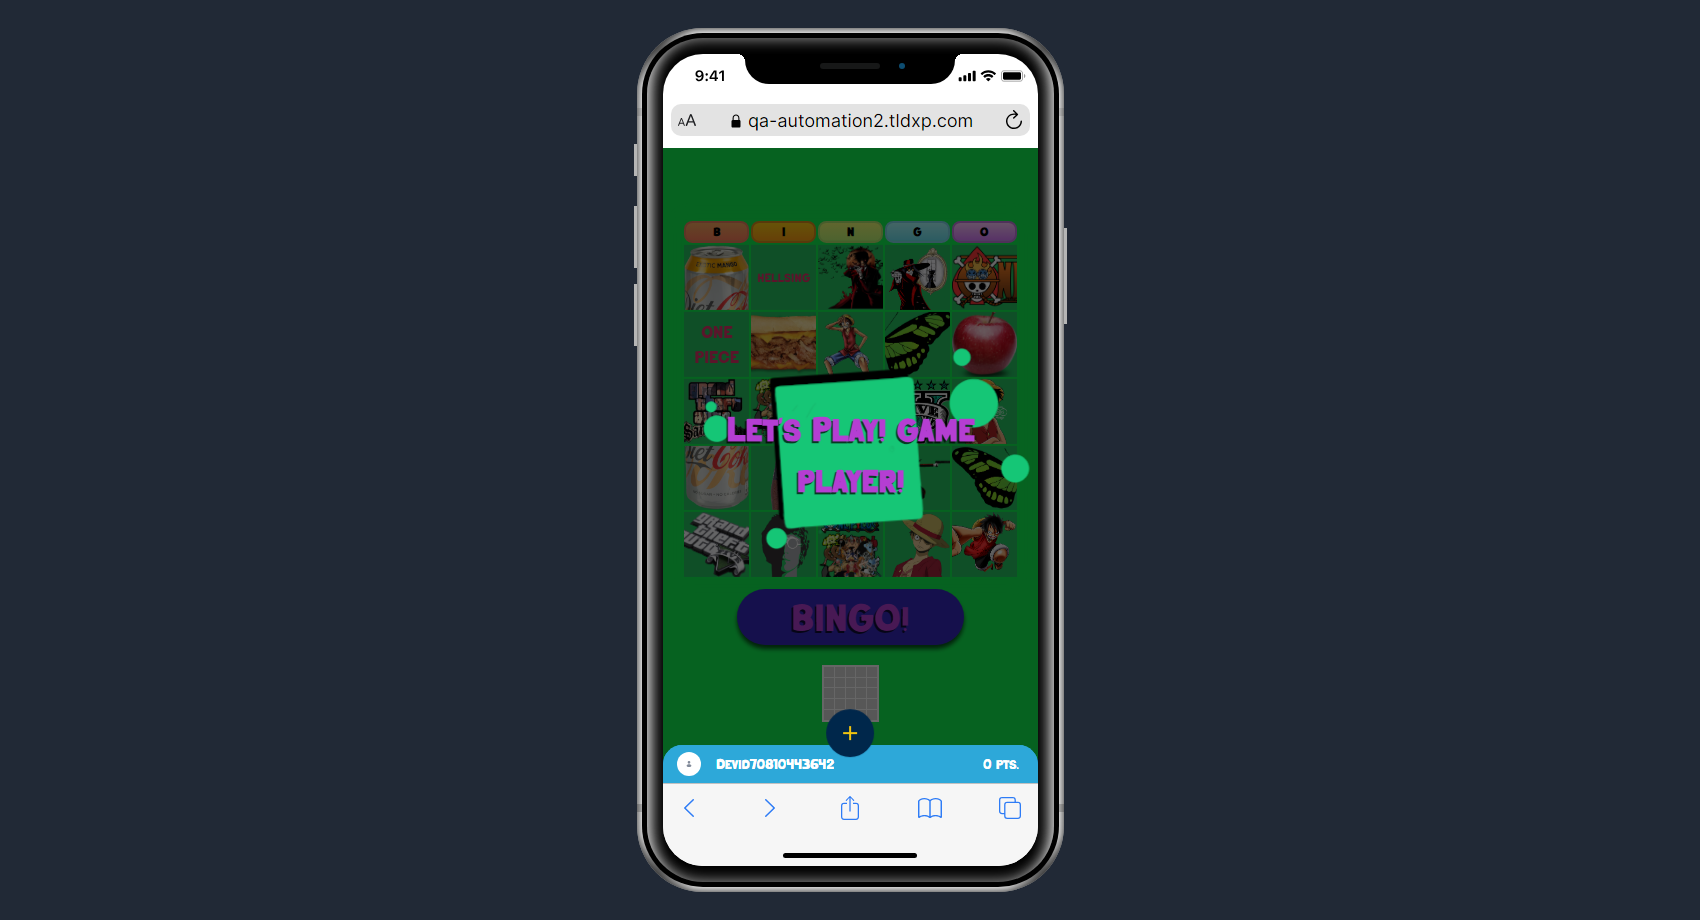 9:41
AA qa-automation2.tldxp.com
B I N G O
HELLSING
ONE
PIECE
LET'S PLAY! GAME
PLAYER!
BINGO!
+
DEVID70810443642 0 PTS.